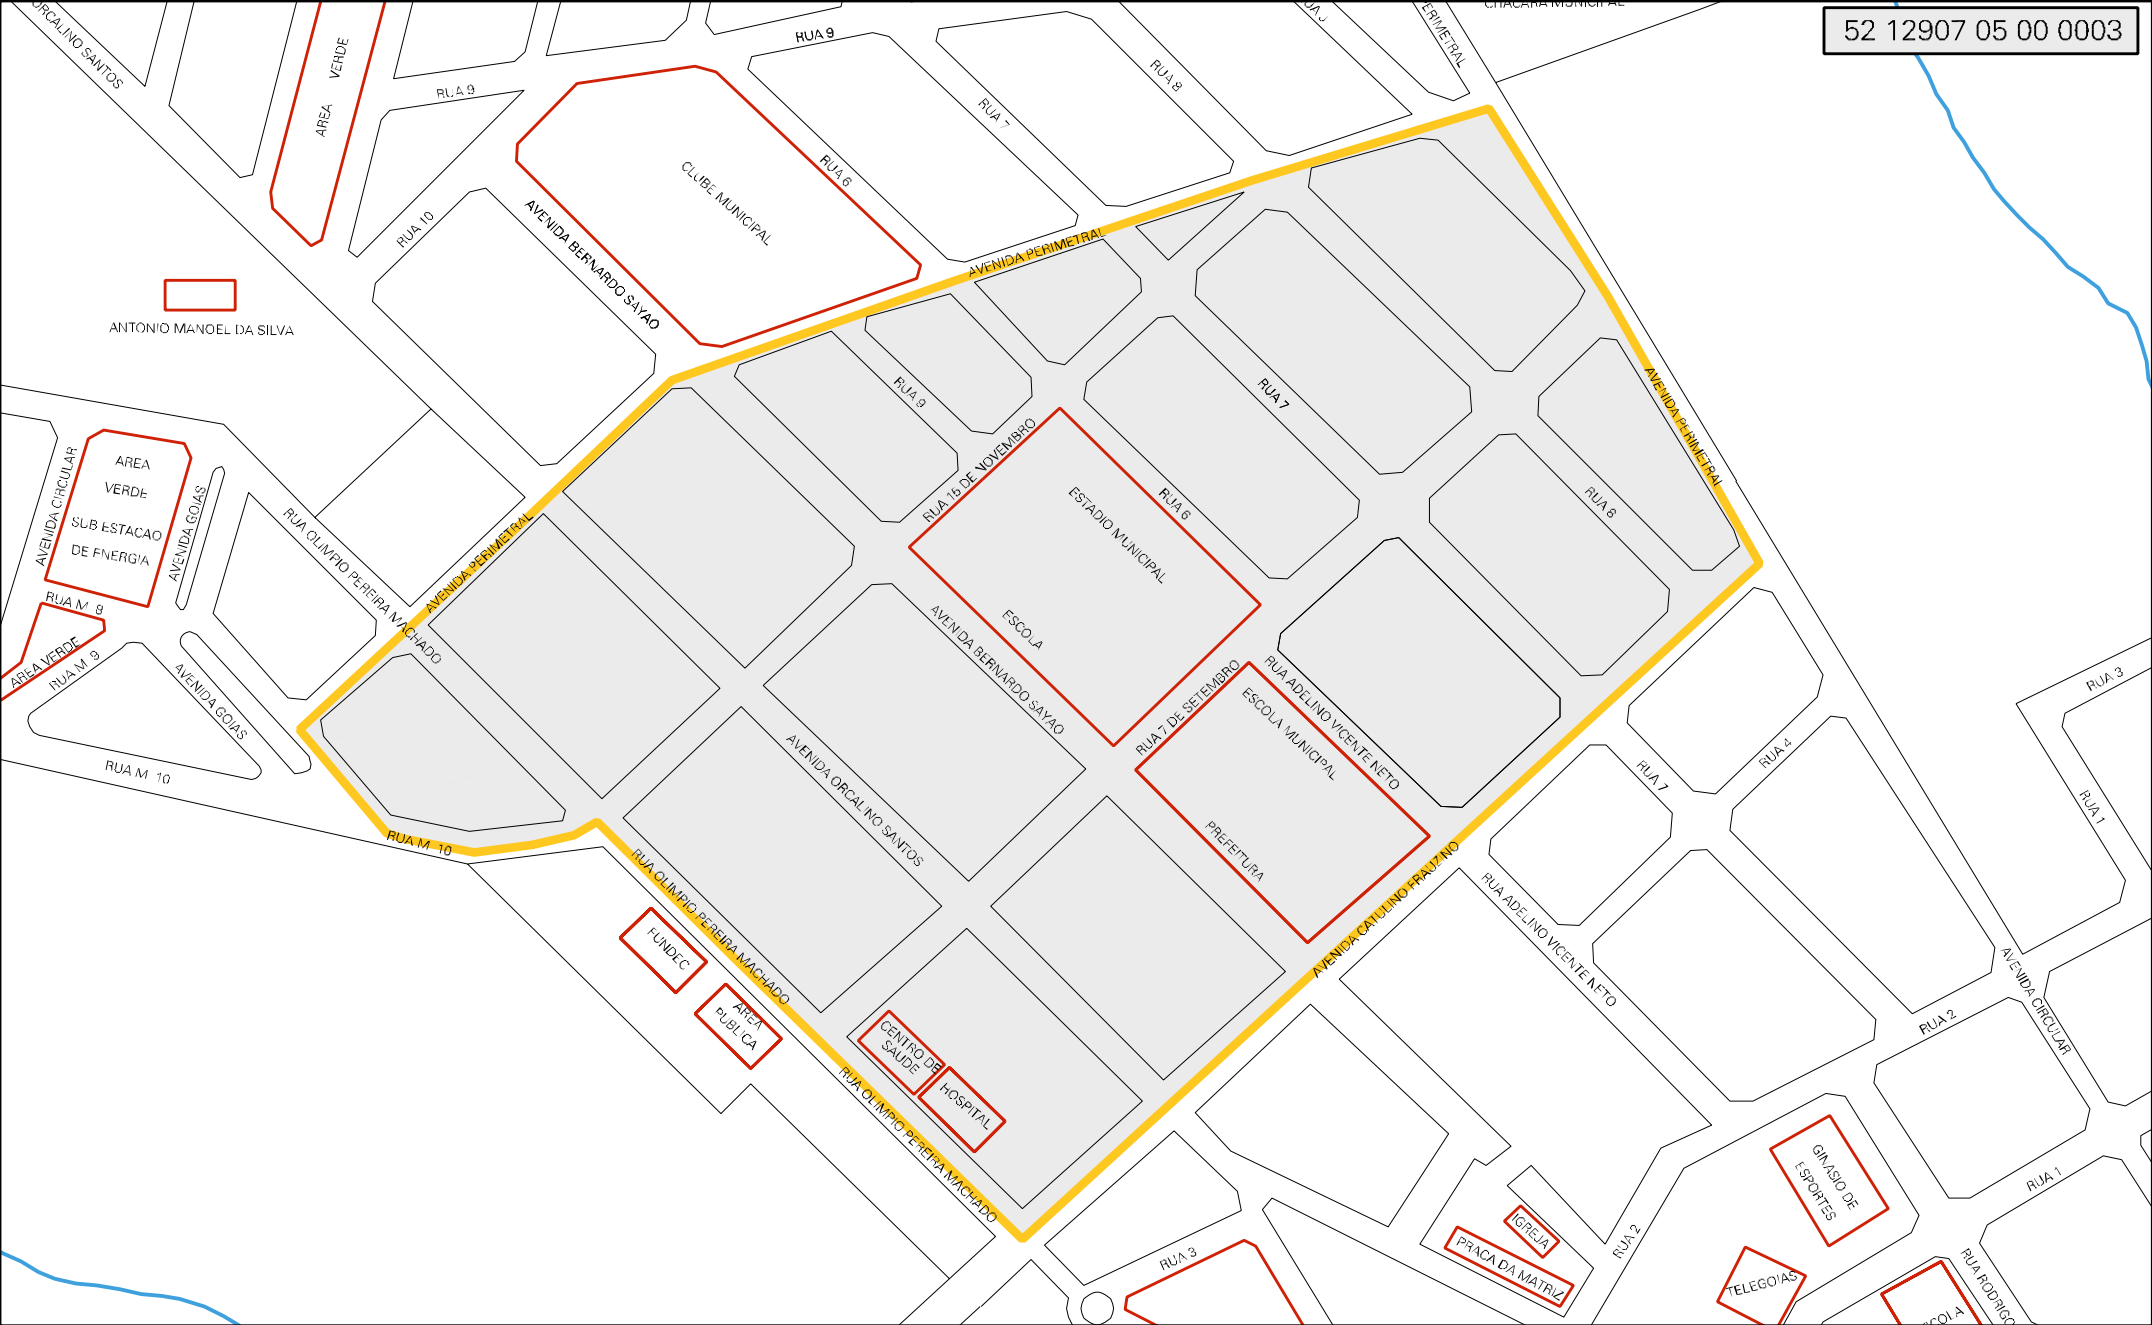 52 12907 05 00 0003
CHACARA MUNICIPAL
ORCALINO SANTOS
AREA VERDE
RUA 9
RUA 9
RUA 8
RUA 7
RUA 6
CLUBE MUNICIPAL
RUA 10
AVENIDA BERNARDO SAYAO
AVENIDA PERIMETRAL
ANTONIO MANOEL DA SILVA
AVENIDA PERIMETRAL
RUA 9
RUA 7
RUA 15 DE NOVEMBRO
ESTADIO MUNICIPAL
RUA 6
RUA 8
ESCOLA
AVENIDA CIRCULAR
AREA
VERDE
SUB ESTACAO
DE ENERGIA
AVENIDA GOIAS
RUA OLIMPIO PEREIRA MACHADO
AVENIDA PERIMETRAL
RUA M 8
AREA VERDE
RUA M 9
AVENIDA GOIAS
RUA M 10
RUA M 10
AVENIDA BERNARDO SAYAO
AVENIDA ORCALINO SANTOS
RUA 7 DE SETEMBRO
RUA ADELINO VICENTE NETO
ESCOLA MUNICIPAL
PREFEITURA
AVENIDA CATULINO FRAUZINO
RUA OLIMPIO PEREIRA MACHADO
FUNDEC
AREA
PUBLICA
CENTRO DE
SAUDE
HOSPITAL
RUA OLIMPIO PEREIRA MACHADO
RUA 3
RUA 1
RUA 4
RUA 7
RUA ADELINO VICENTE NETO
AVENIDA CIRCULAR
RUA 2
RUA 1
GINASIO DE
ESPORTES
RUA 2
IGREJA
PRACA DA MATRIZ
RUA 3
TELEGOIAS
RUA RODRIGO